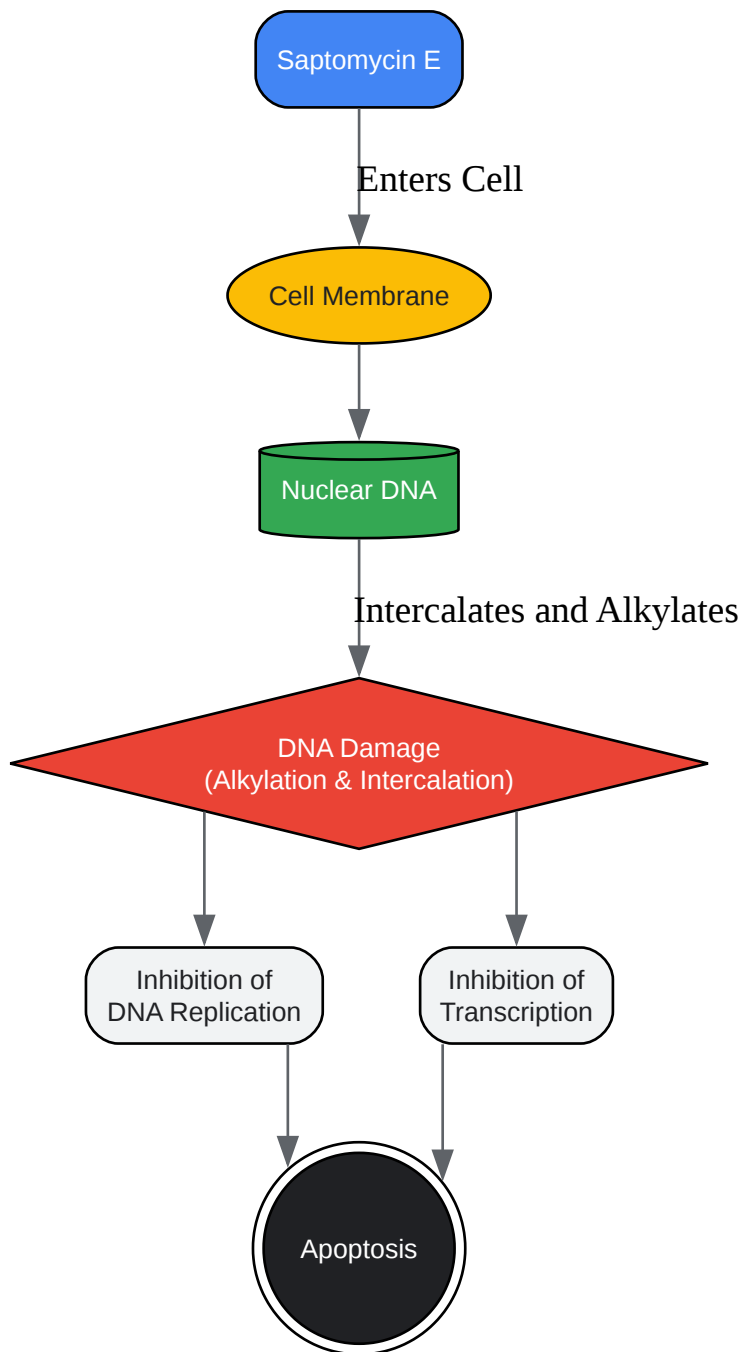 Saptomycin E
Enters Cell
Cell Membrane
Nuclear DNA
Intercalates and Alkylates
DNA Damage
(Alkylation & Intercalation)
Inhibition of
DNA Replication
Inhibition of
Transcription
Apoptosis